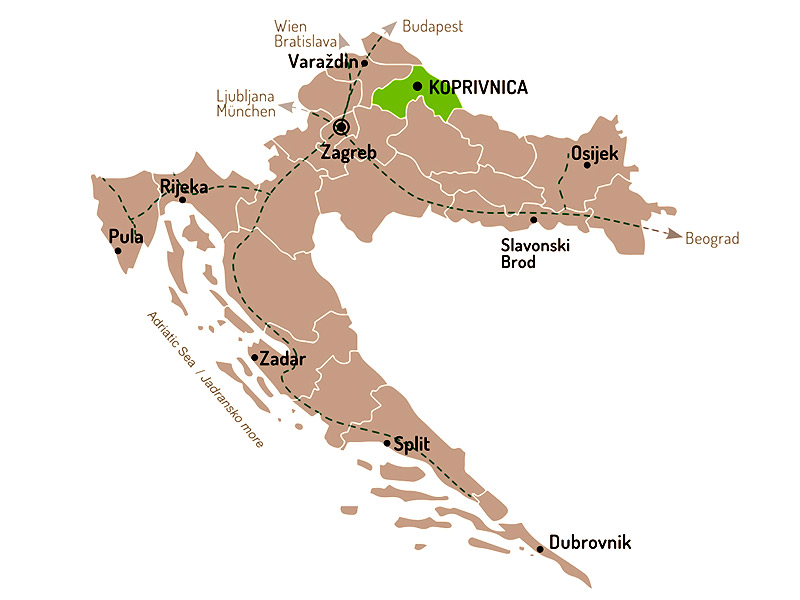 Wien
Bratislava
Budapest
Varaždin
KOPRIVNICA
Ljubljana
München
Zagreb
Osijek
Rijeka
Pula
Slavonski
Brod
Beograd
Adriatic Sea / Jadransko more
Zadar
Split
Dubrovnik